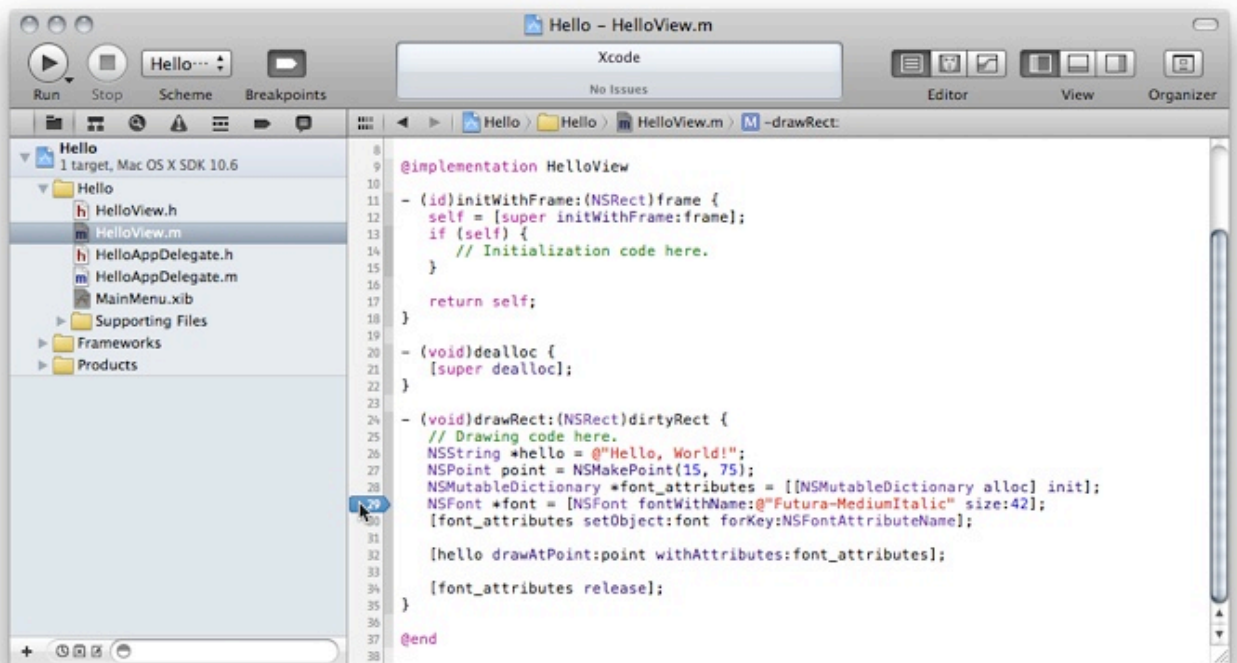 Hello – HelloView.m
Run
Stop
Hello··· 
Scheme
Breakpoints
Xcode
No Issues
Editor
View
Organizer
Hello
1 target, Mac OS X SDK 10.6
Hello
h HelloView.h
m HelloView.m
h HelloAppDelegate.h
m HelloAppDelegate.m
MainMenu.xib
Supporting Files
Frameworks
Products
Hello
Hello
m HelloView.m
M -drawRect:
8
9 @implementation HelloView
10
11 - (id)initWithFrame:(NSRect)frame {
12 self = [super initWithFrame:frame];
13 if (self) {
14 // Initialization code here.
15 }
16
17 return self;
18 }
19
20 - (void)dealloc {
21 [super dealloc];
22 }
23
24 - (void)drawRect:(NSRect)dirtyRect {
25 // Drawing code here.
26 NSString *hello = @"Hello, World!";
27 NSPoint point = NSMakePoint(15, 75);
28 NSMutableDictionary *font_attributes = [[NSMutableDictionary alloc] init];
29 NSFont *font = [NSFont fontWithName:@"Futura-MediumItalic" size:42];
30 [font_attributes setObject:font forKey:NSFontAttributeName];
31
32 [hello drawAtPoint:point withAttributes:font_attributes];
33
34 [font_attributes release];
35 }
36
37 @end
38